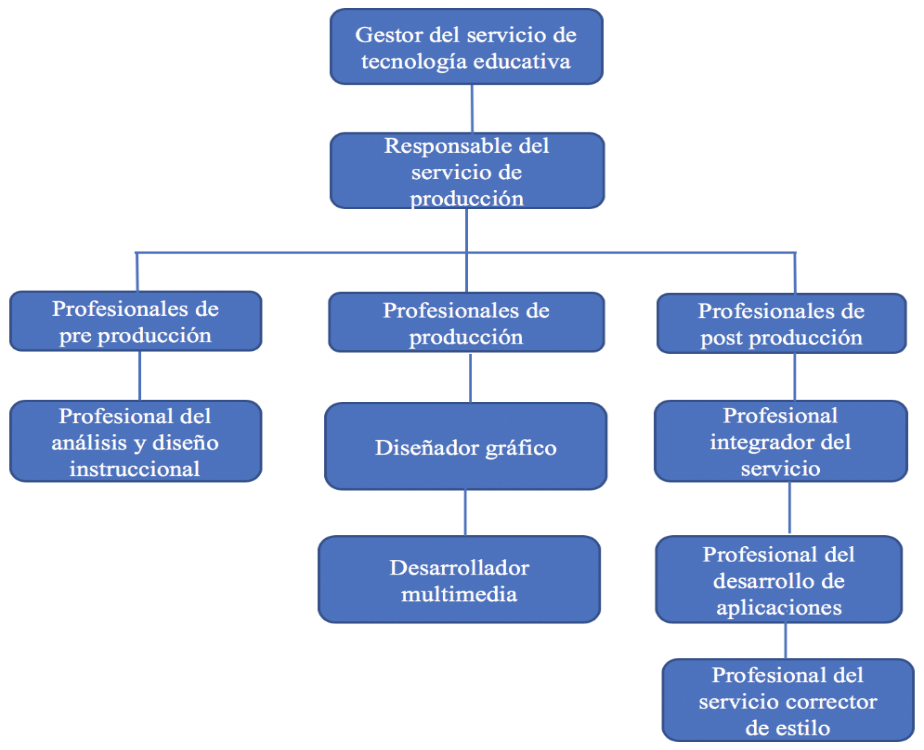 Gestor del servicio de
tecnología educativa
Responsable del
servicio de
producción
Profesionales de
pre producción
Profesionales de
producción
Profesionales de
post producción
Profesional del
análisis y diseño
instruccional
Diseñador gráfico
Profesional
integrador del
servicio
Desarrollador
multimedia
Profesional del
desarrollo de
aplicaciones
Profesional del
servicio corrector
de estilo